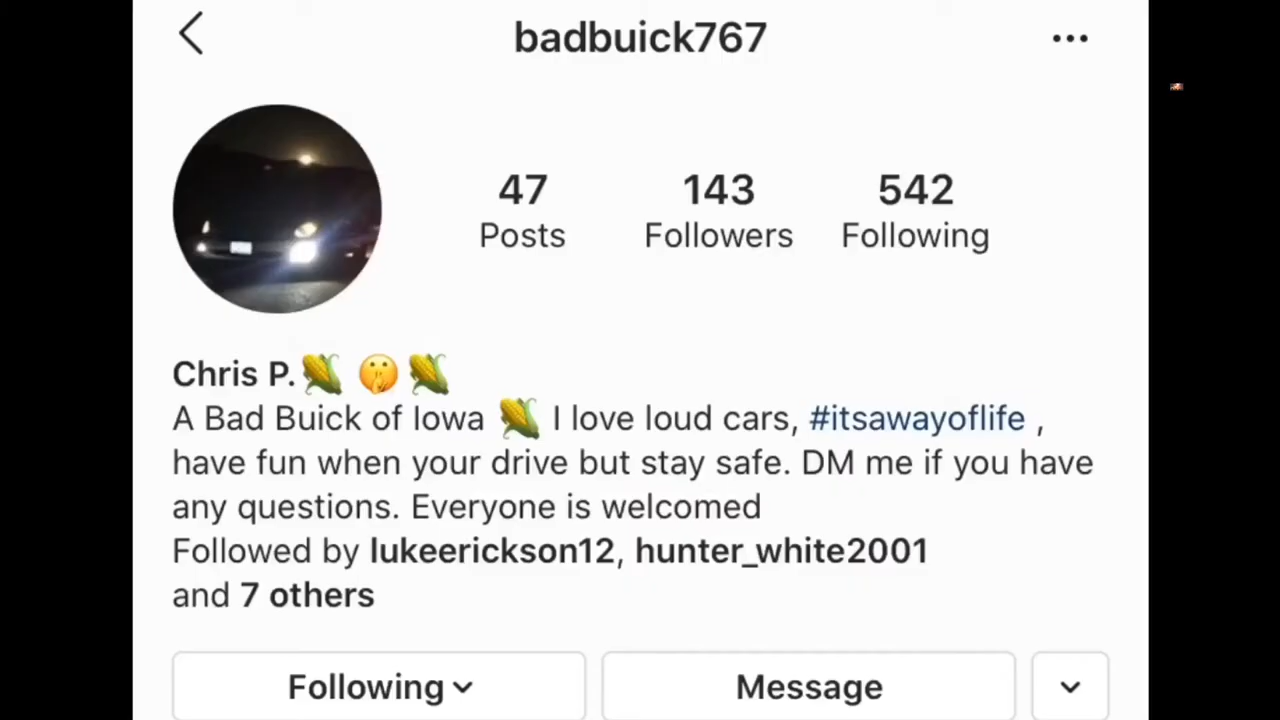 badbuick767
47 143 542
Posts Followers Following
Chris P.🌽 🤫 🌽
A Bad Buick of Iowa 🌽 I love loud cars, #itsawayoflife ,
have fun when your drive but stay safe. DM me if you have
any questions. Everyone is welcomed
Followed by lukeerickson12, hunter_white2001
and 7 others
Following Message